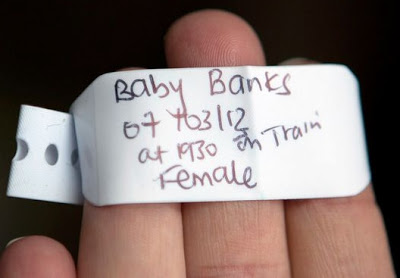 Baby Banks
07/03/12
at 1930 on Train
Female